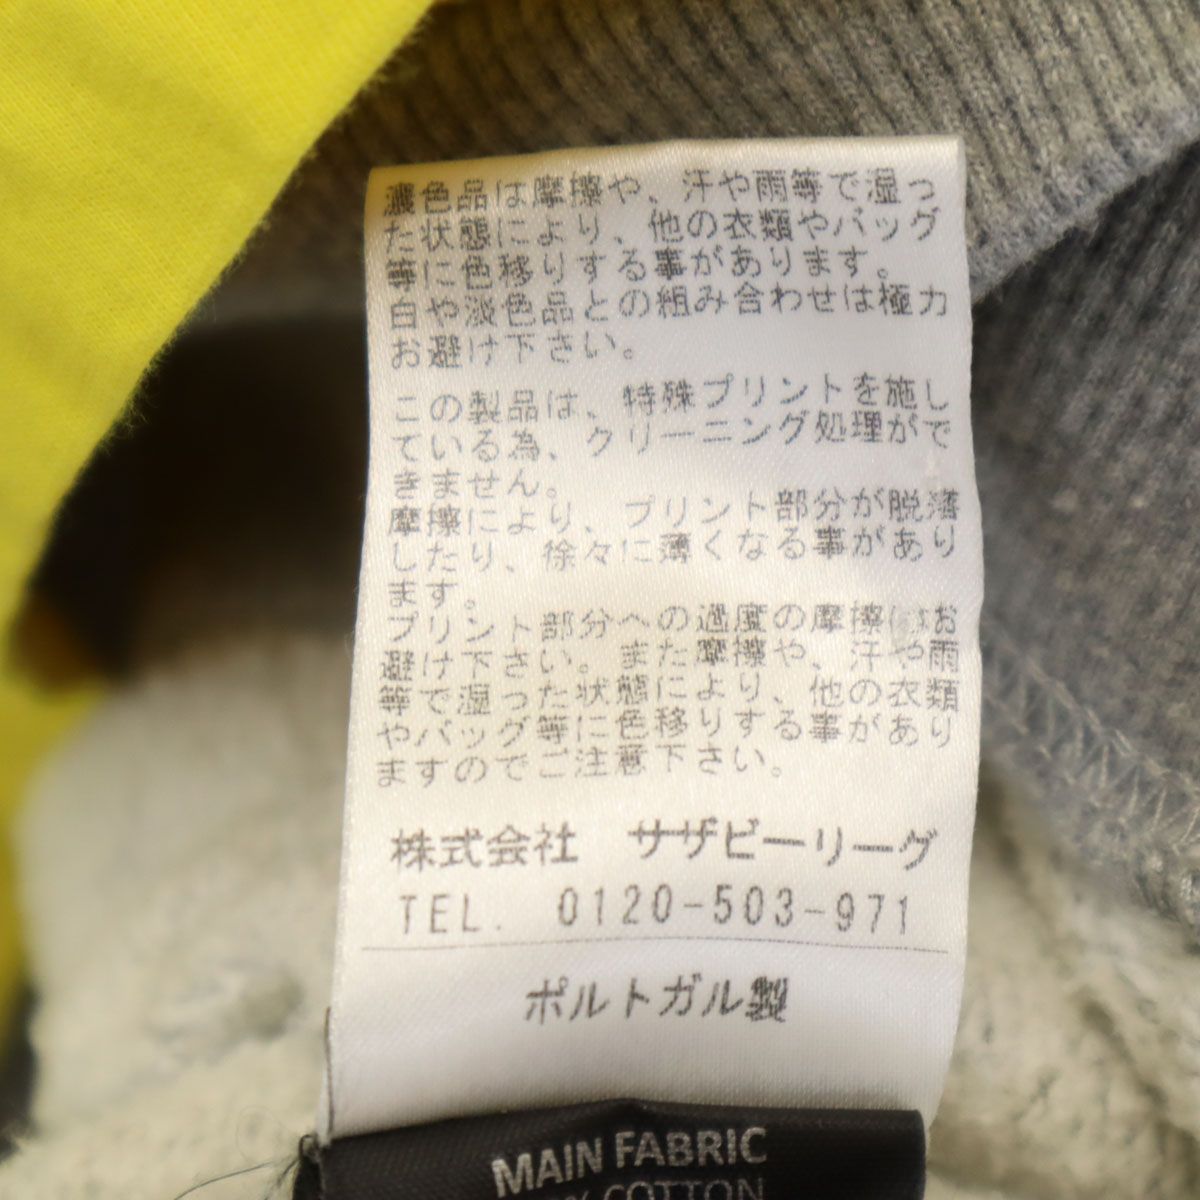 濃色品は摩擦や、汗や雨等で湿っ
た状態により、他の衣類やバッグ
等に色移りする事があります。
白や淡色品との組み合わせは極力
お避け下さい。
この製品は、特殊プリントを施し
ている為、クリーニング処理がで
きません。
摩擦により、プリント部分が脱落
したり、徐々に薄くなる事があり
ます。
プリント部分への過度の摩擦はお
避け下さい。また摩擦や、汗や雨
等で湿った状態により、他の衣類
やバッグ等に色移りする事があり
ますのでご注意下さい。
株式会社 サザビーリーグ
TEL. 0120-503-971
ポルトガル製
MAIN FABRIC
% COTTON